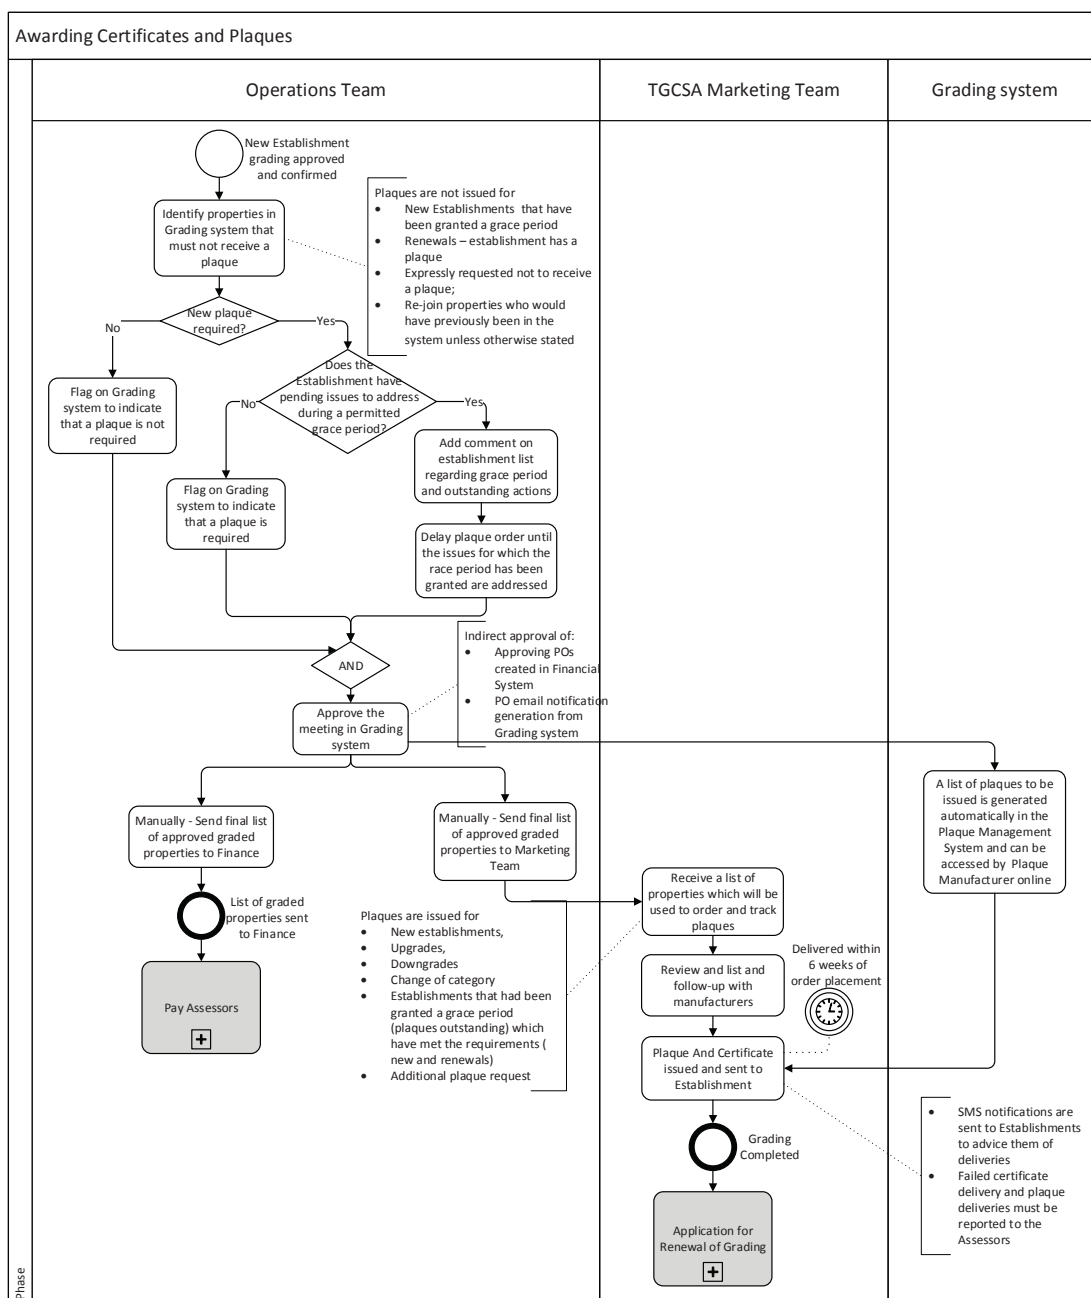 Awarding Certificates and Plaques
Operations Team
TGCSA Marketing Team
Grading system
New Establishment
grading approved
and confirmed
Identify properties in
Grading system that
must not receive a
plaque
Plaques are not issued for
• New Establishments that have
been granted a grace period
• Renewals – establishment has a
plaque
• Expressly requested not to receive
a plaque;
• Re-join properties who would
have previously been in the
system unless otherwise stated
New plaque
required?
No
Yes
Does the
Establishment have
pending issues to address
during a permitted
grace period?
No
Yes
Flag on Grading
system to indicate
that a plaque is not
required
Flag on Grading
system to indicate
that a plaque is
required
Add comment on
establishment list
regarding grace period
and outstanding actions
Delay plaque order until
the issues for which the
race period has been
granted are addressed
AND
Indirect approval of:
• Approving POs
created in Financial
System
• PO email notification
generation from
Grading system
Approve the
meeting in Grading
system
Manually - Send final list
of approved graded
properties to Finance
Manually - Send final list
of approved graded
properties to Marketing
Team
A list of plaques to be
issued is generated
automatically in the
Plaque Management
System and can be
accessed by Plaque
Manufacturer online
List of graded
properties sent
to Finance
Pay Assessors
Plaques are issued for
• New establishments,
• Upgrades,
• Downgrades
• Change of category
• Establishments that had been
granted a grace period
(plaques outstanding) which
have met the requirements (
new and renewals)
• Additional plaque request
Receive a list of
properties which will be
used to order and track
plaques
Review and list and
follow-up with
manufacturers
Delivered within
6 weeks of
order placement
Plaque And Certificate
issued and sent to
Establishment
Grading
Completed
Application for
Renewal of Grading
• SMS notifications are
sent to Establishments
to advice them of
deliveries
• Failed certificate
delivery and plaque
deliveries must be
reported to the
Assessors
Phase